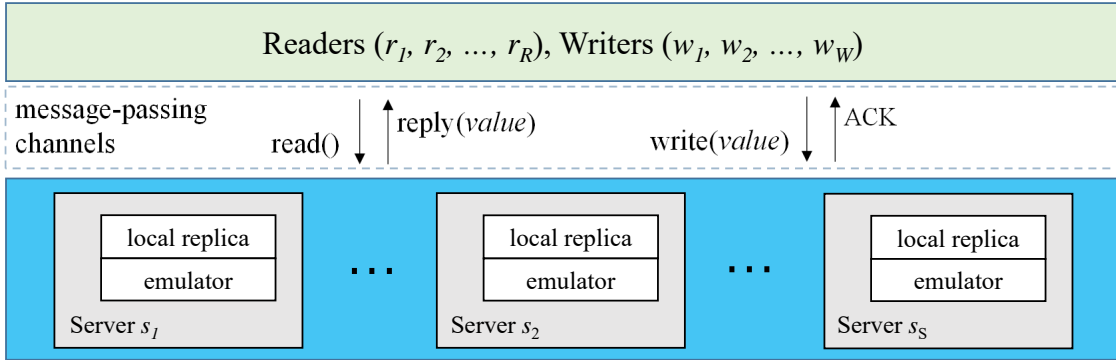 Readers (r1, r2, ..., rR), Writers (w1, w2, ..., wW)
message-passing
channels
read()
reply(value)
write(value)
ACK
local replica
emulator
Server s1
...
local replica
emulator
Server s2
...
local replica
emulator
Server sS